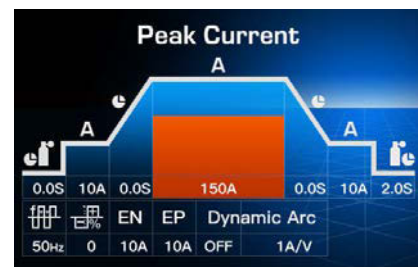 Peak Current
A
A A
0.0S 10A 0.0S 150A 0.0S 10A 2.0S
% EN EP Dynamic Arc
50Hz 0 10A 10A OFF 1A/V